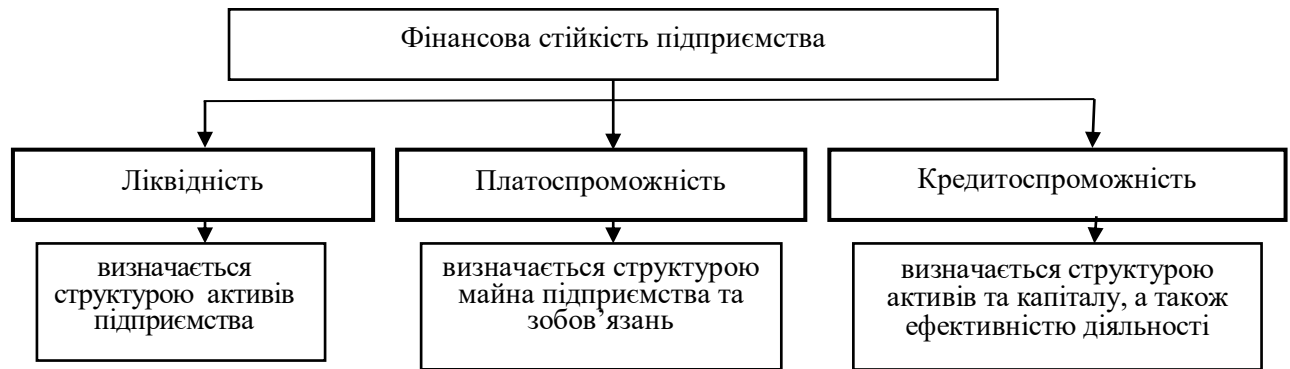 Фінансова стійкість підприємства
Ліквідність
Платоспроможність
Кредитоспроможність
визначається
структурою активів
підприємства
визначається структурою
майна підприємства та
зобов’язань
визначається структурою
активів та капіталу, а також
ефективністю діяльності